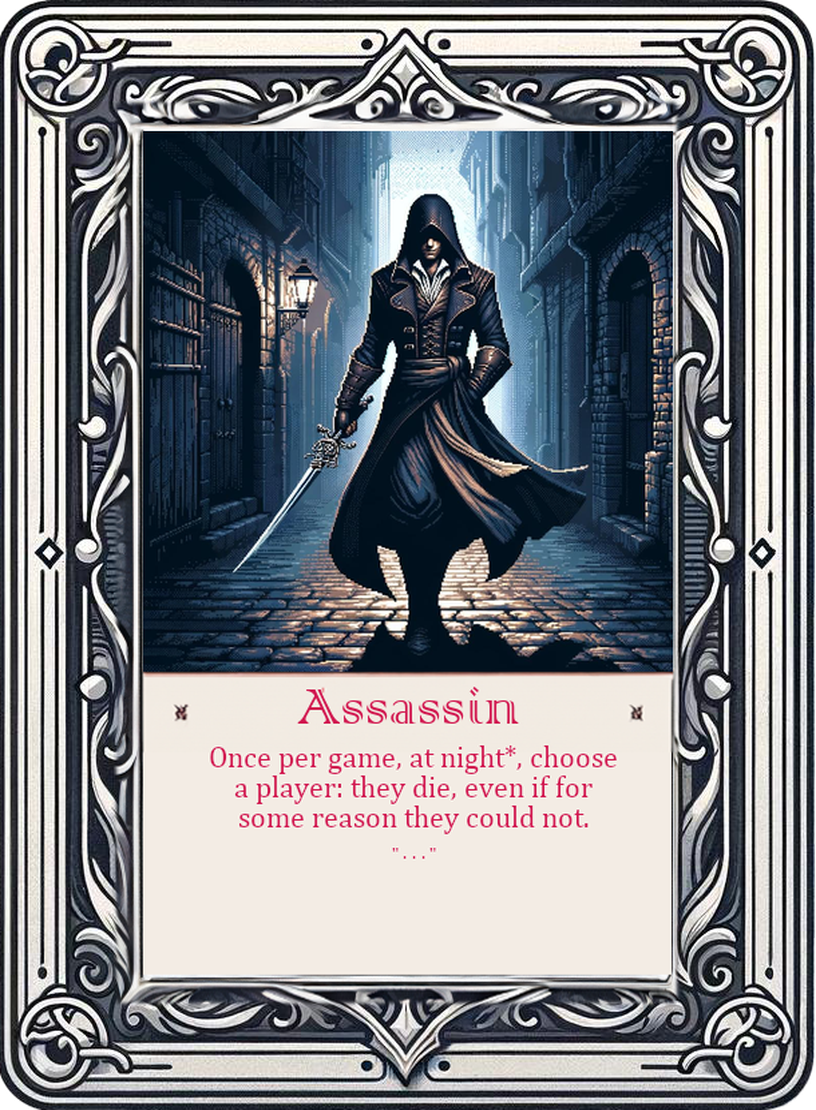 Assassin
Once per game, at night*, choose
a player: they die, even if for
some reason they could not.
"..."